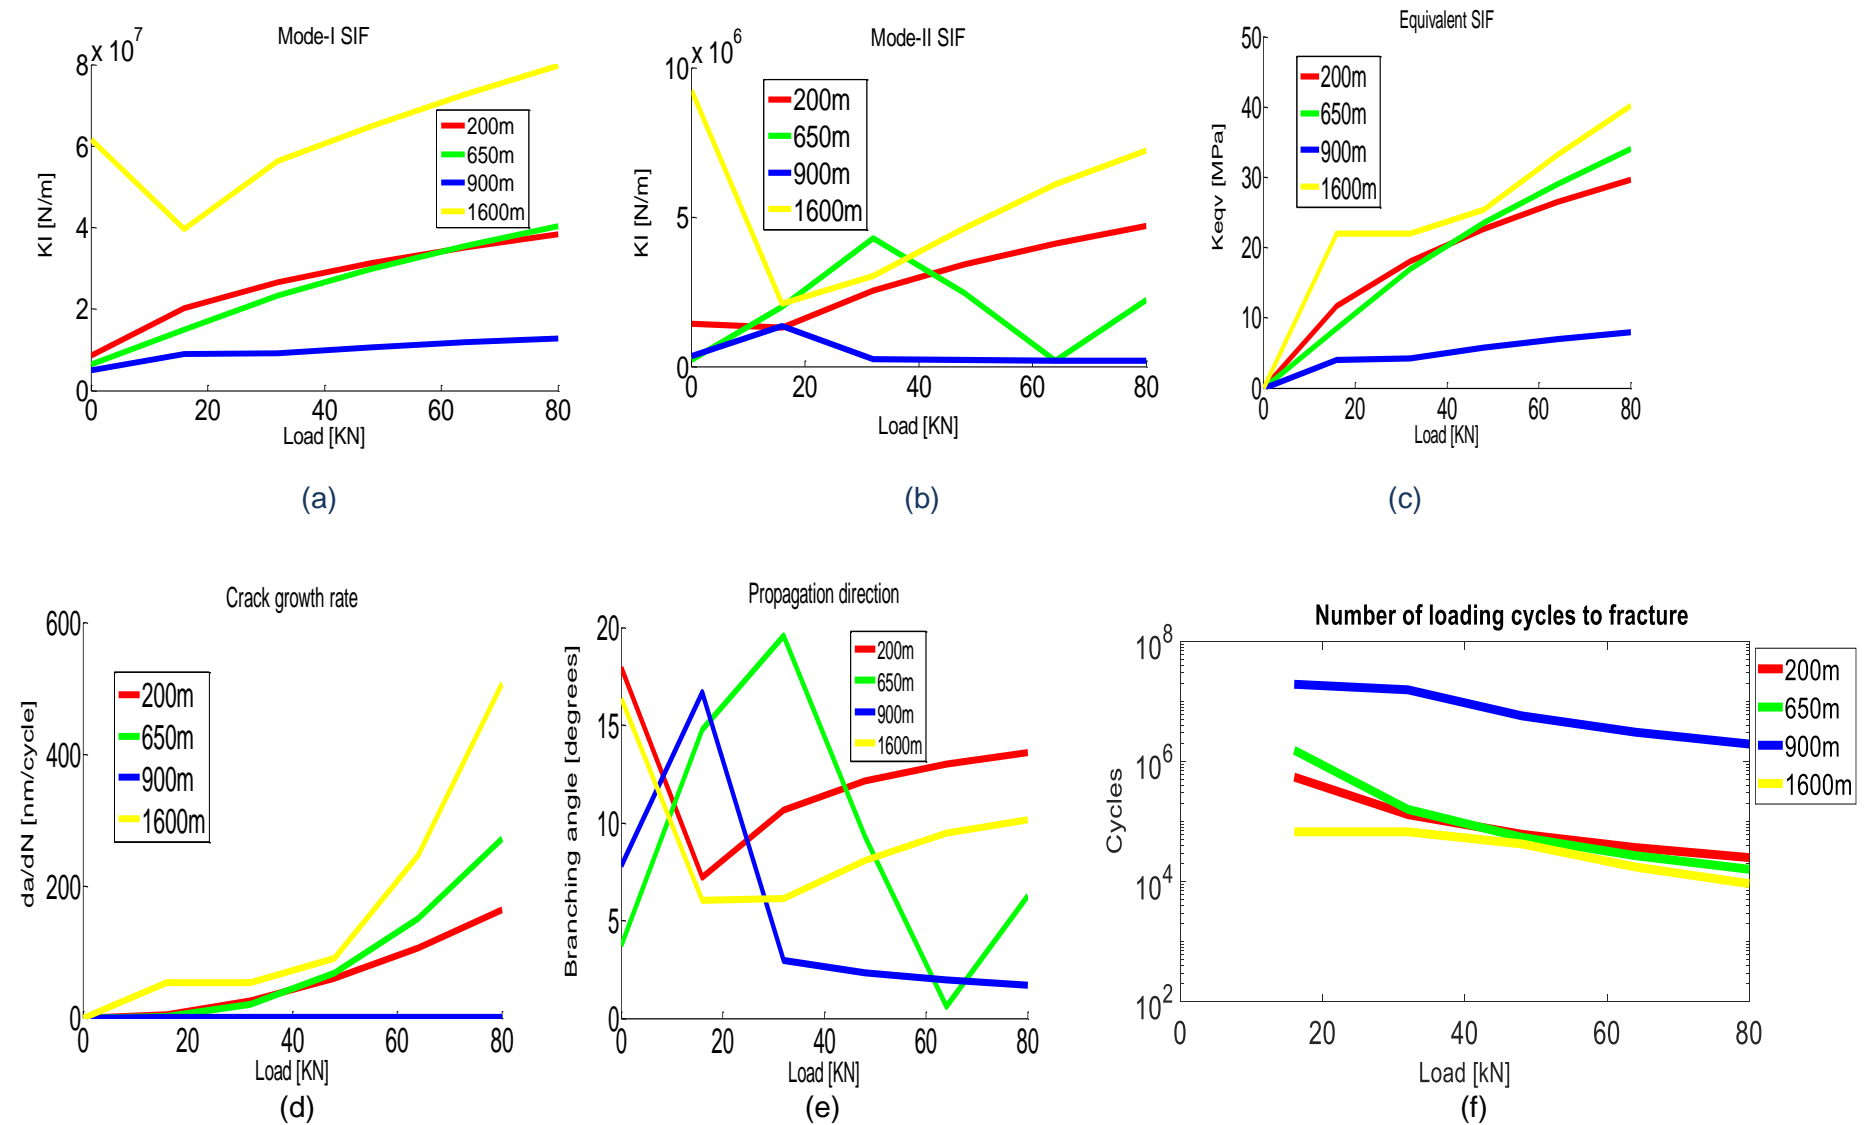 Mode-I SIF
x 10^7
8
6
4
2
0
0 20 40 60 80
KI [N/m]
Load [KN]
200m
650m
900m
1600m
(a)
Mode-II SIF
x 10^6
10
5
0
0 20 40 60 80
KI [N/m]
Load [KN]
200m
650m
900m
1600m
(b)
Equivalent SIF
50
40
30
20
10
0
0 20 40 60 80
Keqv [MPa]
Load [KN]
200m
650m
900m
1600m
(c)
Crack growth rate
600
400
200
0
0 20 40 60 80
da/dN [nm/cycle]
Load [KN]
200m
650m
900m
1600m
(d)
Propagation direction
20
15
10
5
0
0 20 40 60 80
Branching angle [degrees]
Load [KN]
200m
650m
900m
1600m
(e)
Number of loading cycles to fracture
10^8
10^6
10^4
10^2
0 20 40 60 80
Cycles
Load [kN]
200m
650m
900m
1600m
(f)